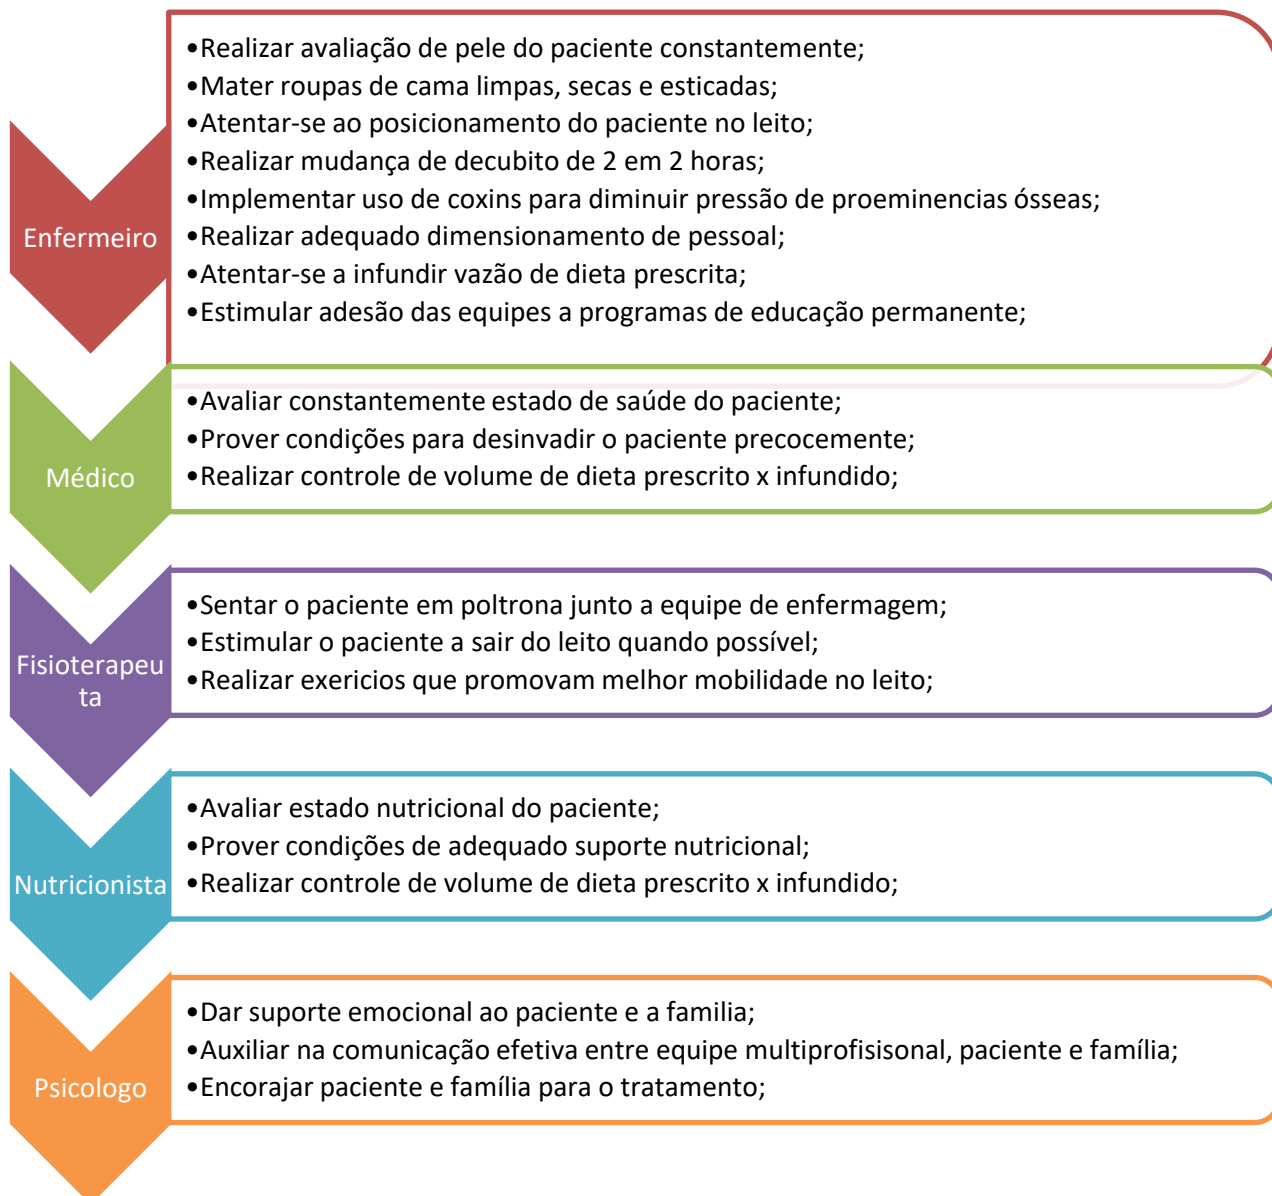 Enfermeiro
•Realizar avaliação de pele do paciente constantemente;
•Mater roupas de cama limpas, secas e esticadas;
•Atentar-se ao posicionamento do paciente no leito;
•Realizar mudança de decubito de 2 em 2 horas;
•Implementar uso de coxins para diminuir pressão de proeminencias ósseas;
•Realizar adequado dimensionamento de pessoal;
•Atentar-se a infundir vazão de dieta prescrita;
•Estimular adesão das equipes a programas de educação permanente;
Médico
•Avaliar constantemente estado de saúde do paciente;
•Prover condições para desinvadir o paciente precocemente;
•Realizar controle de volume de dieta prescrito x infundido;
Fisioterapeu
ta
•Sentar o paciente em poltrona junto a equipe de enfermagem;
•Estimular o paciente a sair do leito quando possível;
•Realizar exericios que promovam melhor mobilidade no leito;
Nutricionista
•Avaliar estado nutricional do paciente;
•Prover condições de adequado suporte nutricional;
•Realizar controle de volume de dieta prescrito x infundido;
Psicologo
•Dar suporte emocional ao paciente e a familia;
•Auxiliar na comunicação efetiva entre equipe multiprofisisonal, paciente e família;
•Encorajar paciente e família para o tratamento;